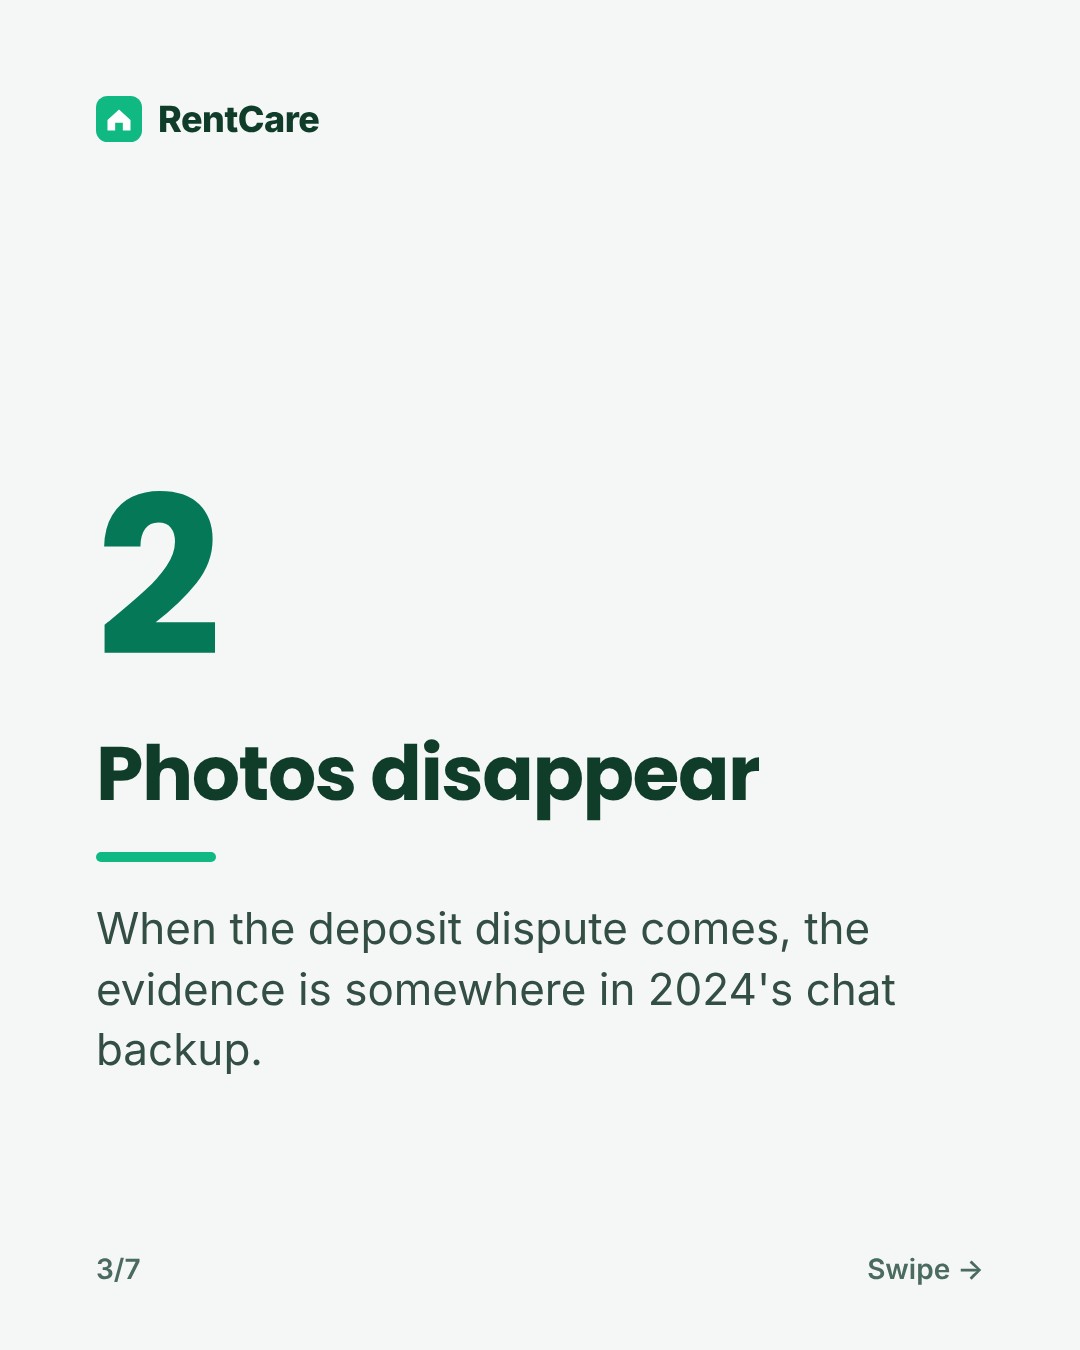 RentCare
2
Photos disappear
When the deposit dispute comes, the
evidence is somewhere in 2024's chat
backup.
3/7
Swipe →